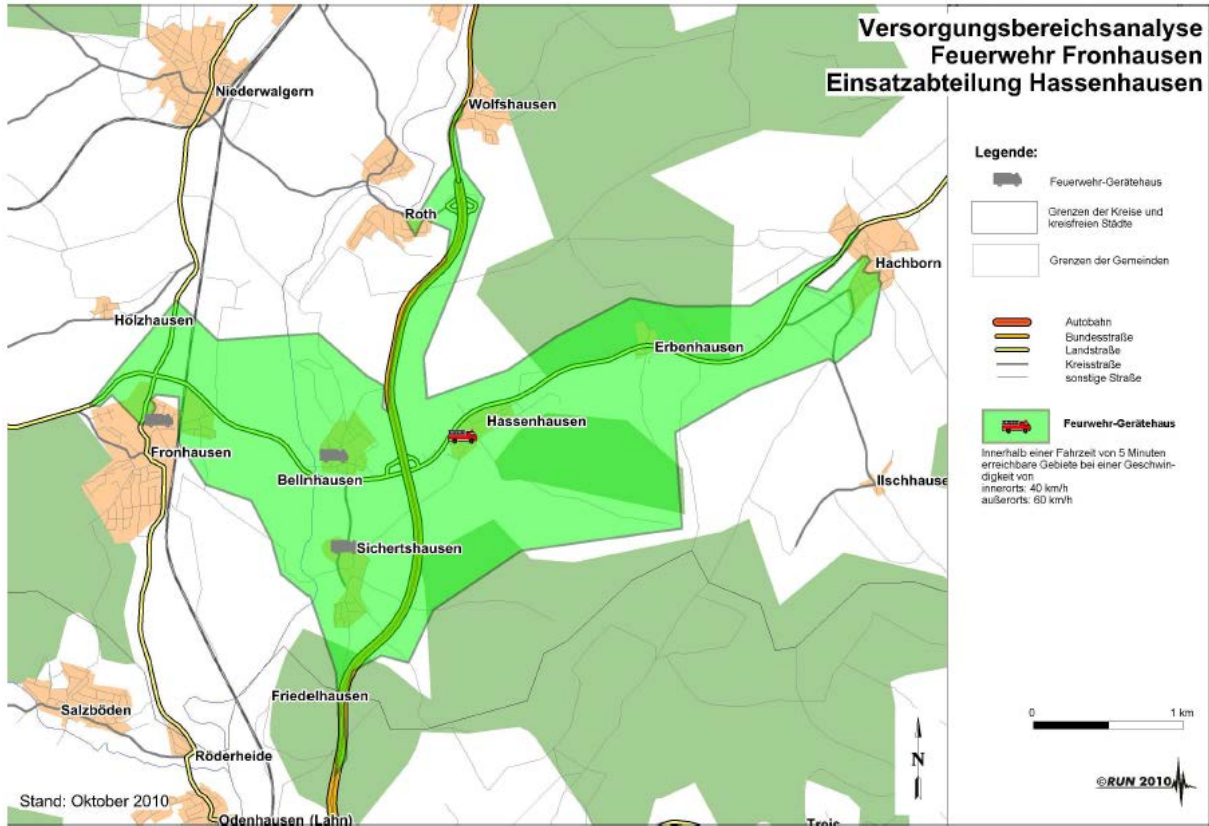 Versorgungsbereichsanalyse
Feuerwehr Fronhausen
Einsatzabteilung Hassenhausen
Niederwalgern
Wolfshausen
Roth
Hachborn
Holzhausen
Erbenhausen
Hassenhausen
Fronhausen
Bellnhausen
Ilschhause
Sichertshausen
Friedelhausen
Salzböden
Röderheide
Stand: Oktober 2010
Odenhausen (Lahn)
Treis
Legende:
Feuerwehr-Gerätehaus
Grenzen der Kreise und
kreisfreien Städte
Grenzen der Gemeinden
Autobahn
Bundesstraße
Landstraße
Kreisstraße
sonstige Straße
Feurwehr-Gerätehaus
Innerhalb einer Fahrzeit von 5 Minuten
erreichbare Gebiete bei einer Geschwin-
digkeit von
innerorts: 40 km/h
außerorts: 60 km/h
0 1 km
N
©RUN 2010